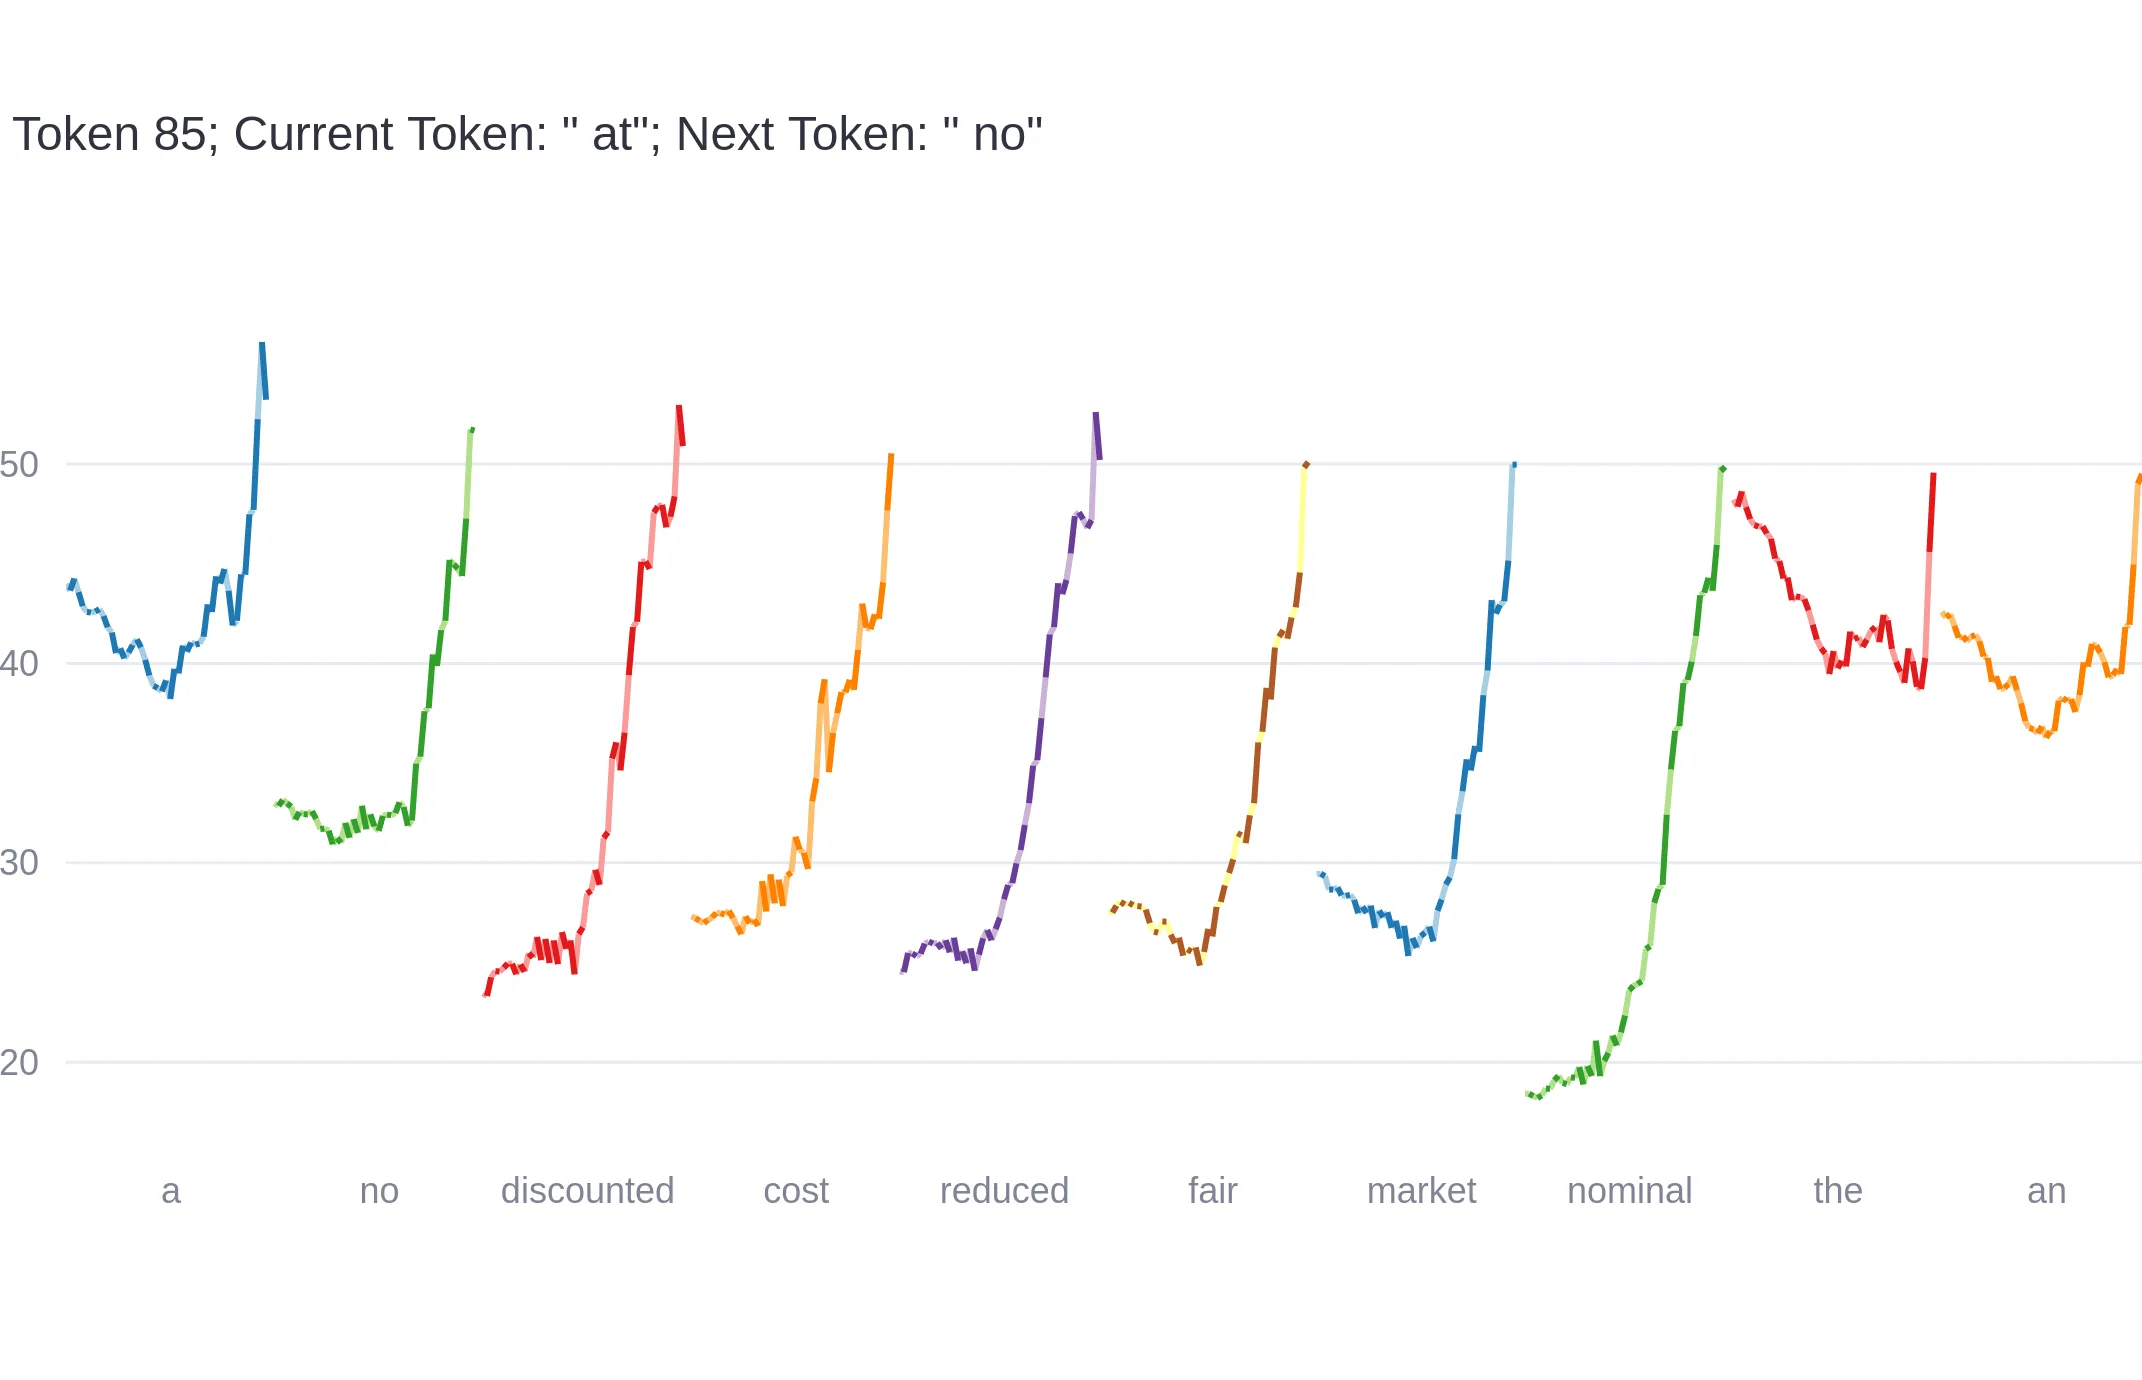 Token 85; Current Token: " at"; Next Token: " no"
50
40
30
20
a no discounted cost reduced fair market nominal the an